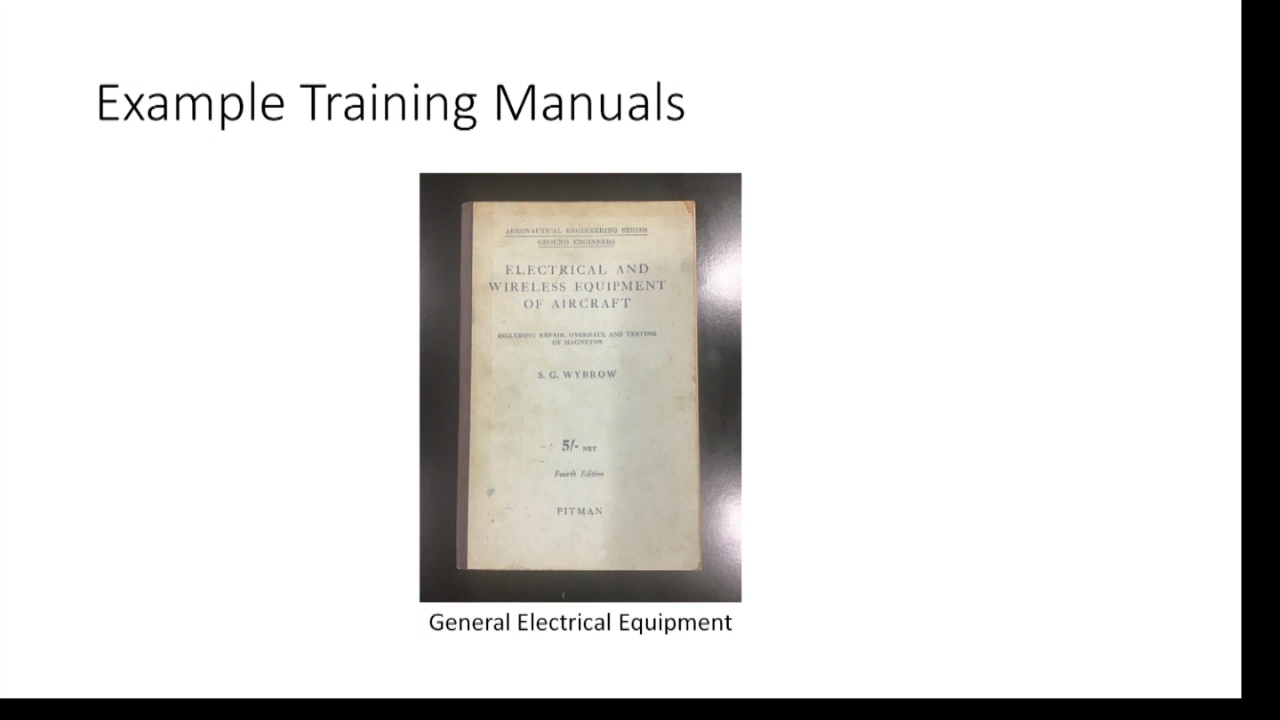 Example Training Manuals
AERONAUTICAL ENGINEERING SERIES
GROUND ENGINEERS
ELECTRICAL AND
WIRELESS EQUIPMENT
OF AIRCRAFT
INCLUDING REPAIR, OVERHAUL AND TESTING
OF MAGNETOS
S. G. WYBROW
5/- NET
Fourth Edition
PITMAN
General Electrical Equipment